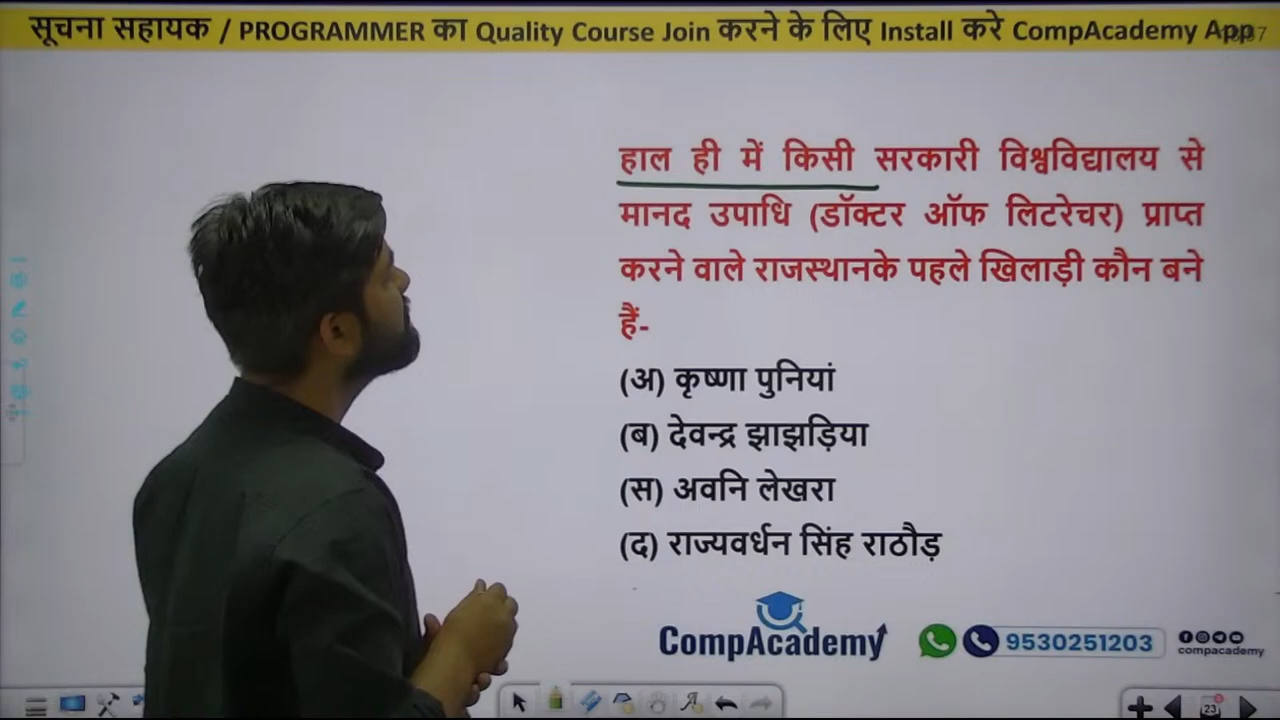 सूचना सहायक / PROGRAMMER का Quality Course Join करने के लिए Install करे CompAcademy App
हाल ही में किसी सरकारी विश्वविद्यालय से
मानद उपाधि (डॉक्टर ऑफ लिटरेचर) प्राप्त
करने वाले राजस्थानके पहले खिलाड़ी कौन बने
हैं-
(अ) कृष्णा पुनियां
(ब) देवन्द्र झाझड़िया
(स) अवनि लेखरा
(द) राज्यवर्धन सिंह राठौड़
CompAcademy
9530251203
compacademy
23